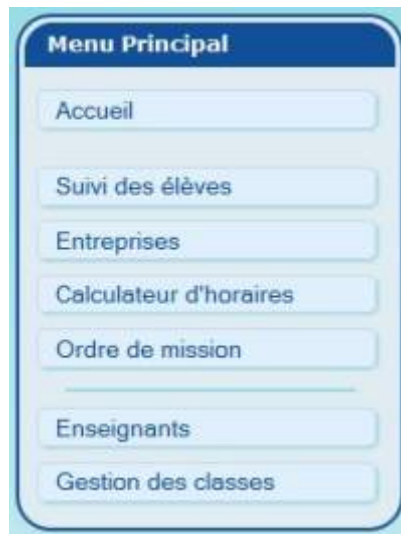 Menu Principal
Accueil
Suivi des élèves
Entreprises
Calculateur d'horaires
Ordre de mission
Enseignants
Gestion des classes